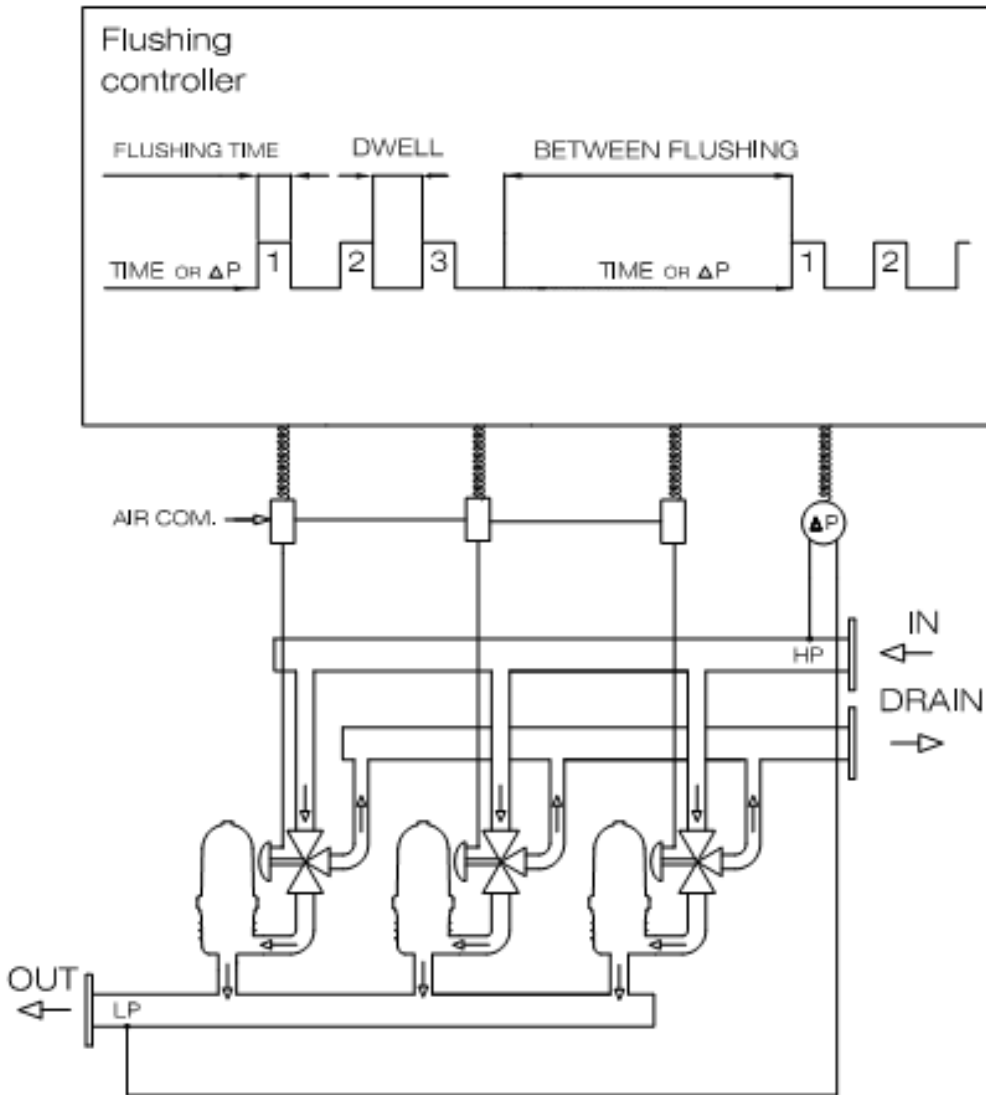 Flushing
controller
FLUSHING TIME DWELL BETWEEN FLUSHING
1 2 3 1 2
TIME OR ΔP TIME OR ΔP
AIR COM. ΔP
IN
HP
DRAIN
OUT
LP